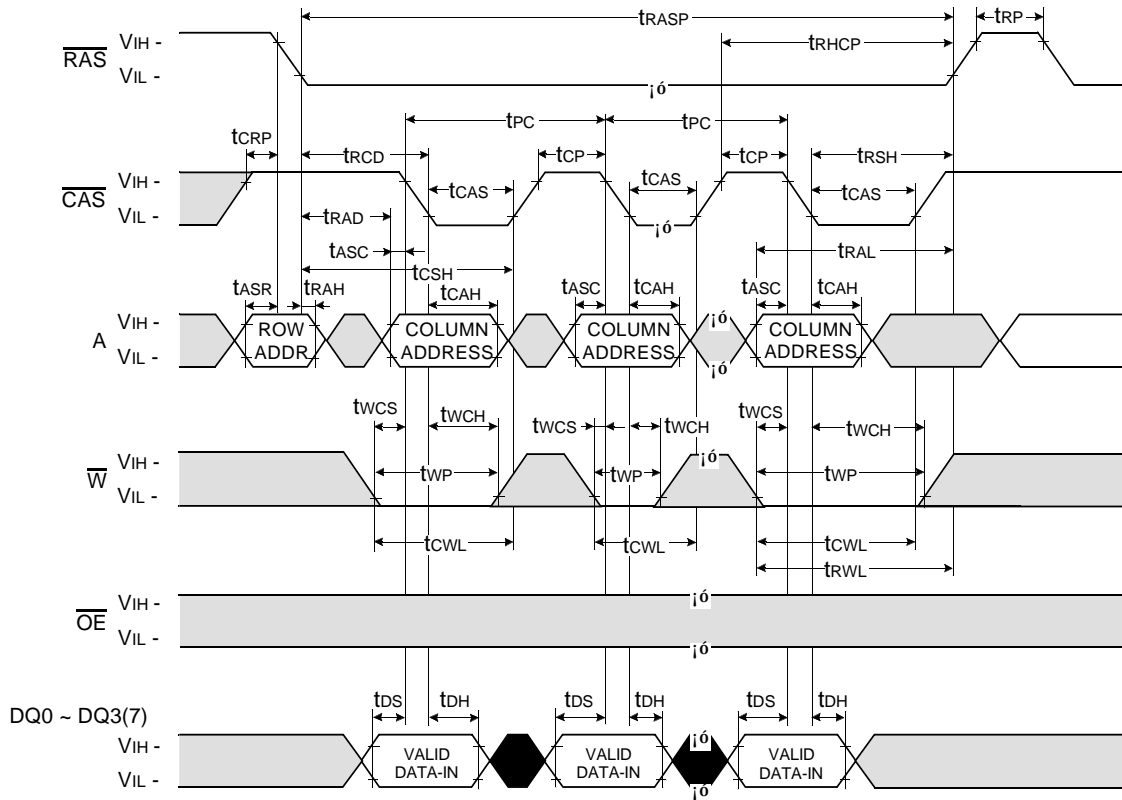 tRASP tRP
tRHCP
RAS VIH -
VIL -
¡ó
tPC tPC
tCRP tRCD tCP tCP tRSH
CAS VIH -
VIL -
tCAS tCAS tCAS
¡ó
tRAD
tASC tCSH tRAL
tASR tRAH tCAH tASC tCAH tASC tCAH
A VIH -
VIL -
ROW ADDR.
COLUMN ADDRESS
COLUMN ADDRESS
¡ó
¡ó
COLUMN ADDRESS
tWCS tWCH tWCS tWCH tWCS tWCH
W VIH -
VIL -
¡ó
tWP tWP tWP
tCWL tCWL tCWL
tRWL
OE VIH -
VIL -
¡ó
¡ó
tDS tDH tDS tDH tDS tDH
DQ0 ~ DQ3(7)
VIH -
VIL -
VALID DATA-IN
VALID DATA-IN
¡ó
¡ó
VALID DATA-IN